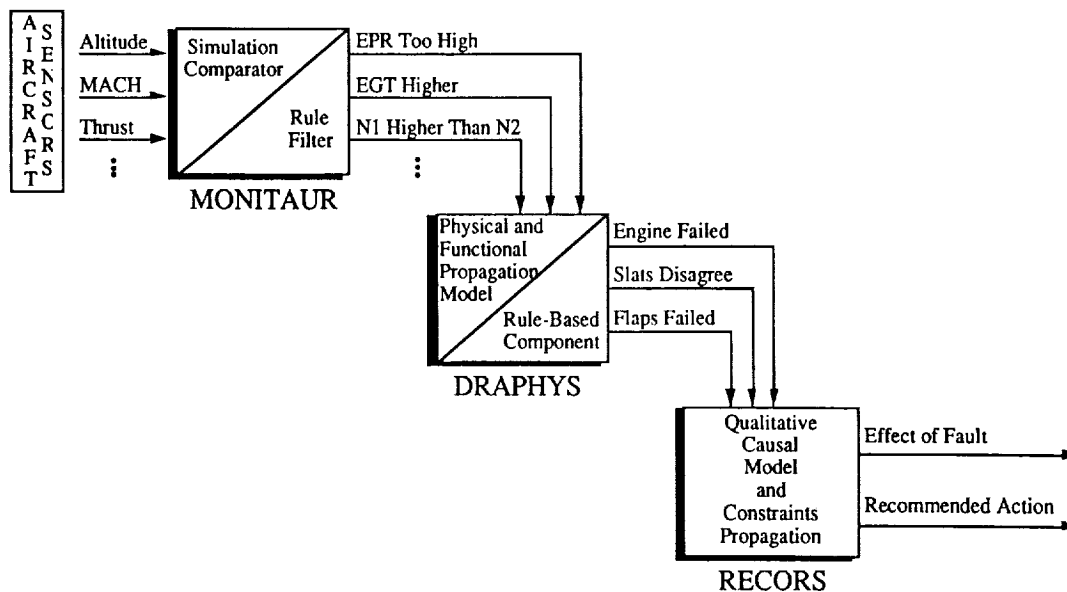 AIRCRAFT
SENSCRS
Altitude
MACH
Thrust
Simulation
Comparator
Rule
Filter
MONITAUR
EPR Too High
EGT Higher
N1 Higher Than N2
Physical and
Functional
Propagation
Model
Rule-Based
Component
DRAPHYS
Engine Failed
Slats Disagree
Flaps Failed
Qualitative
Causal
Model
and
Constraints
Propagation
RECORS
Effect of Fault
Recommended Action